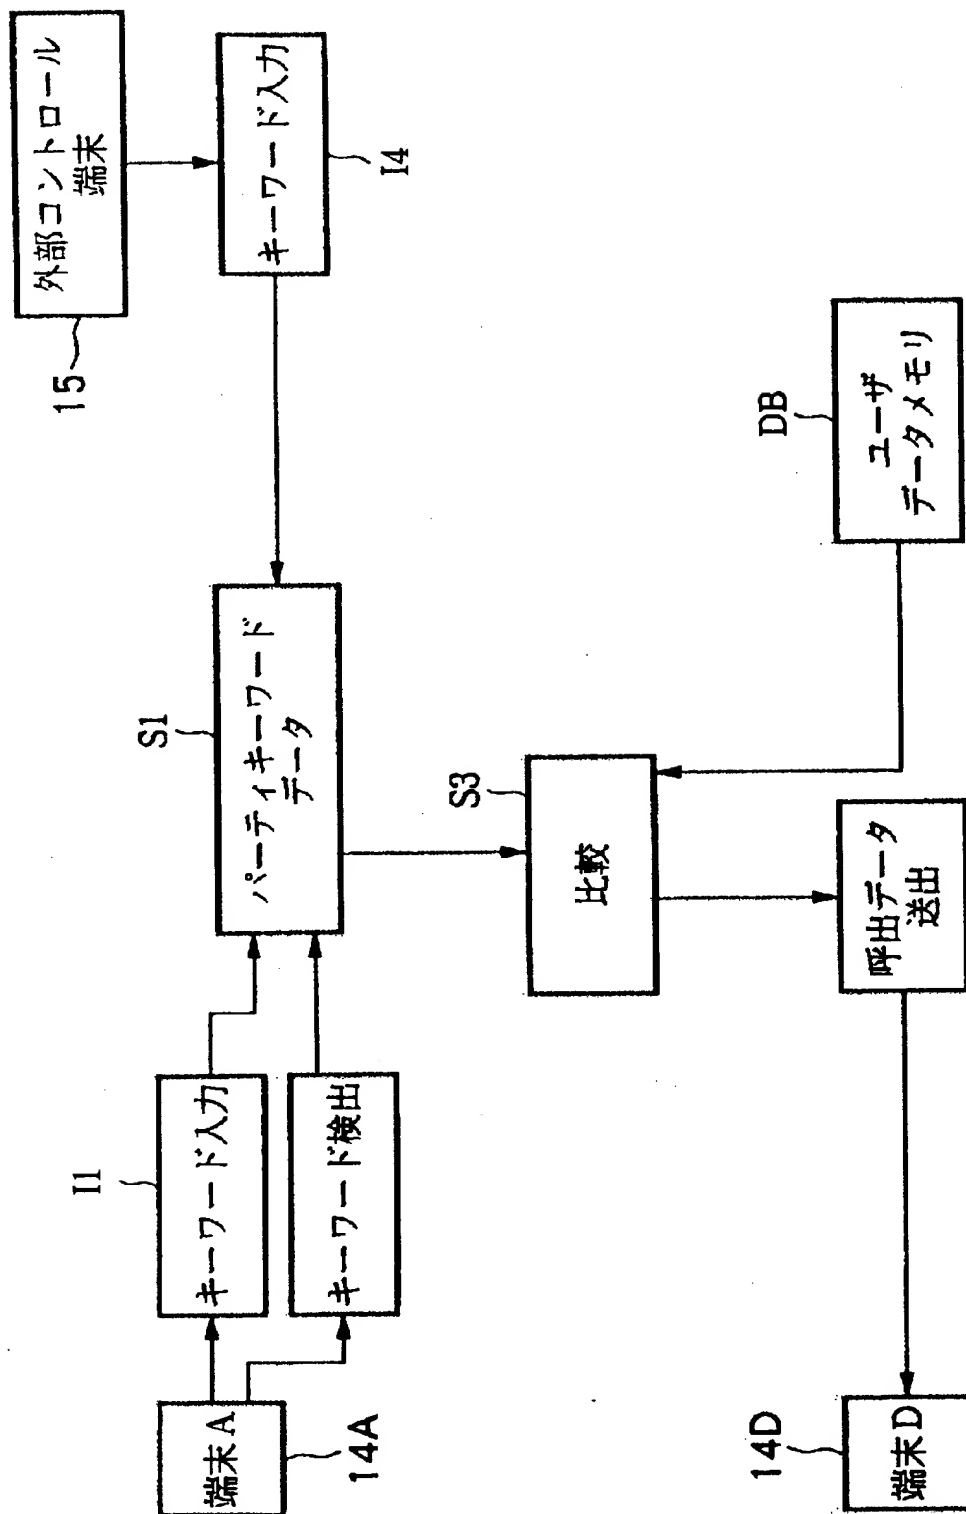 端末A
14A
I1
キーワード入力
キーワード検出
S1
パーティキーワード
データ
外部コントロール
端末
15
キーワード入力
I4
S3
比較
DB
ユーザ
データメモリ
呼出データ
送出
14D
端末D